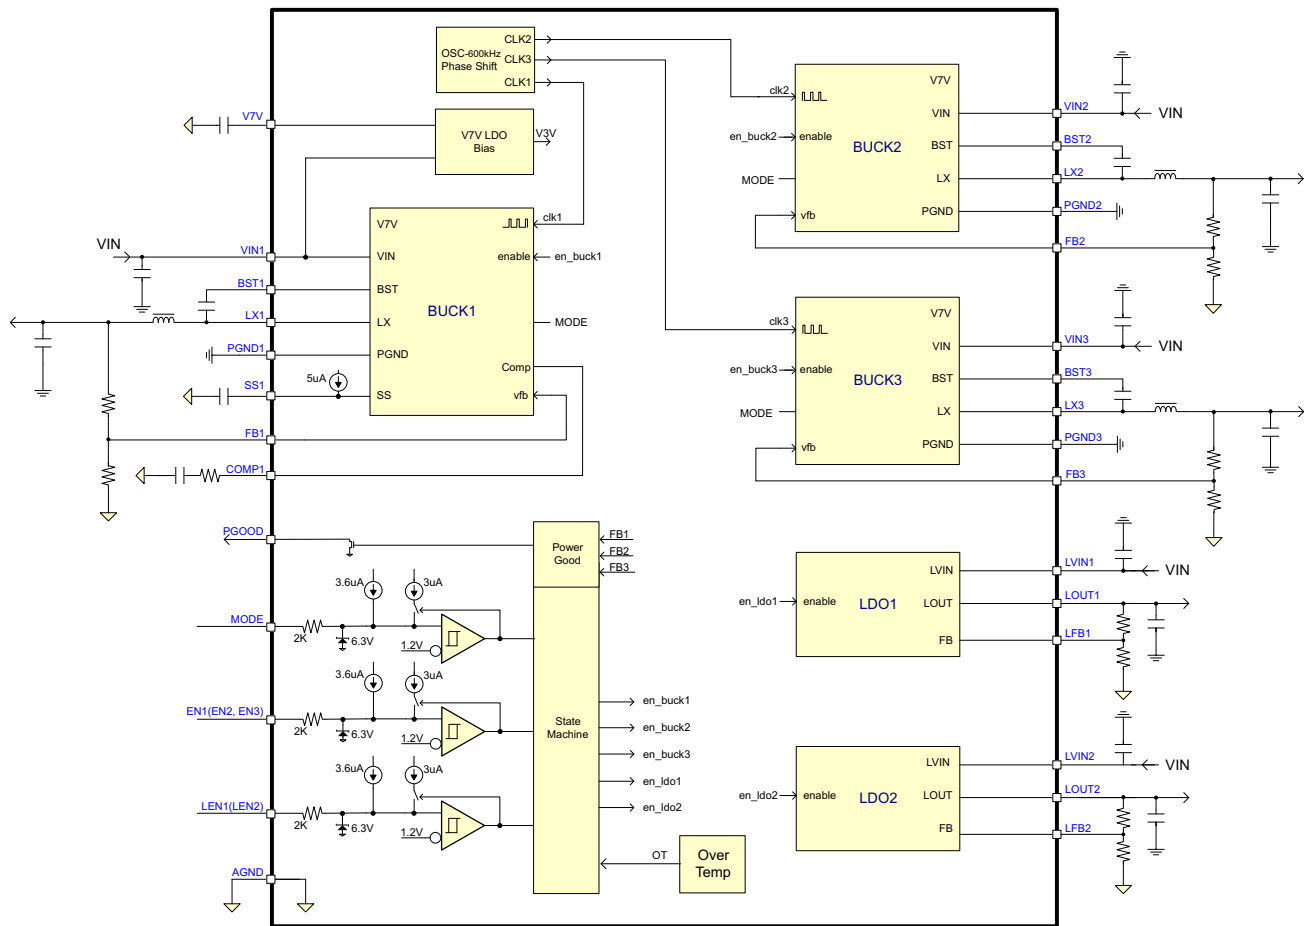 CLK2
OSC-600kHz
Phase Shift
CLK3
CLK1
V7V
V7V LDO
Bias
V3V
VIN
VIN1
BST1
LX1
PGND1
SS1
5uA
FB1
COMP1
V7V
VIN
BST
LX
PGND
SS
BUCK1
clk1
enable
en_buck1
MODE
Comp
vfb
clk2
en_buck2
enable
MODE
vfb
BUCK2
V7V
VIN
BST
LX
PGND
VIN2
VIN
BST2
LX2
PGND2
FB2
clk3
en_buck3
enable
MODE
vfb
BUCK3
V7V
VIN
BST
LX
PGND
VIN3
VIN
BST3
LX3
PGND3
FB3
PGOOD
Power
Good
FB1
FB2
FB3
3.6uA
3uA
MODE
2K
6.3V
1.2V
3.6uA
3uA
EN1(EN2, EN3)
2K
6.3V
1.2V
3.6uA
3uA
LEN1(LEN2)
2K
6.3V
1.2V
State
Machine
en_buck1
en_buck2
en_buck3
en_ldo1
en_ldo2
OT
Over
Temp
AGND
en_ldo1
enable
LDO1
LVIN
LOUT
FB
LVIN1
VIN
LOUT1
LFB1
en_ldo2
enable
LDO2
LVIN
LOUT
FB
LVIN2
VIN
LOUT2
LFB2